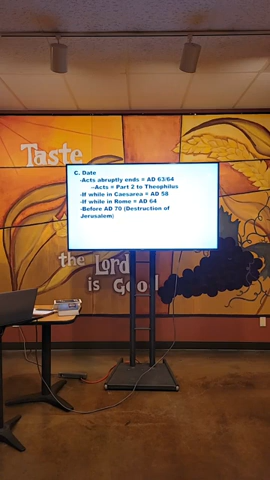 Taste
C. Date
-Acts abruptly ends = AD 63/64
-Acts = Part 2 to Theophilus
-If while in Caesarea = AD 58
-If while in Rome = AD 64
-Before AD 70 (Destruction of
Jerusalem)
the Lord
is Good